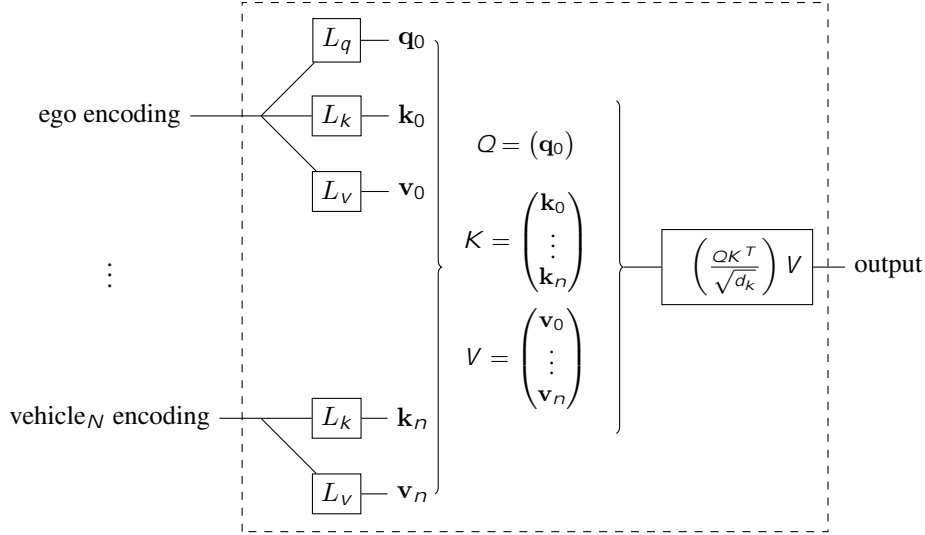 L_q q_0
ego encoding L_k k_0
L_v v_0
Q = (q_0)
K = (k_0 ⋮ k_n)
(QK^T / √d_k) V output
⋮
V = (v_0 ⋮ v_n)
vehicle_N encoding L_k k_n
L_v v_n